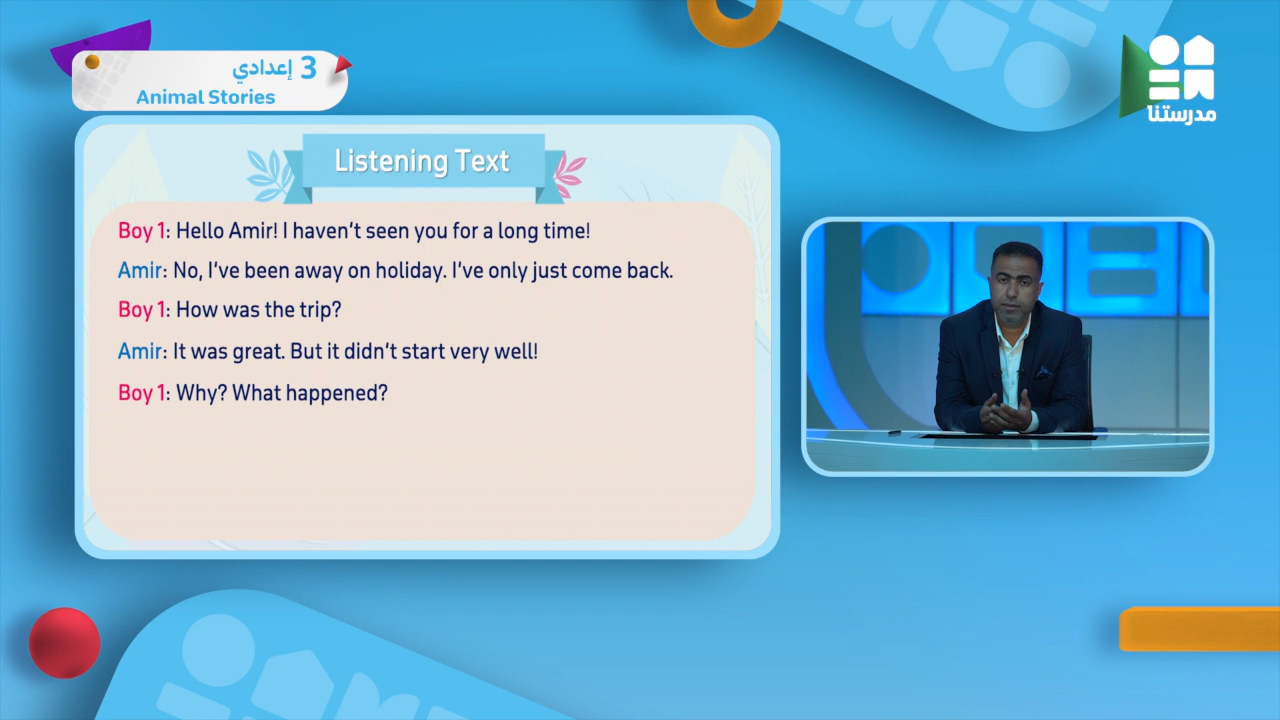 3 إعدادي
Animal Stories
مدرستنا
Listening Text
Boy 1: Hello Amir! I haven't seen you for a long time!
Amir: No, I've been away on holiday. I've only just come back.
Boy 1: How was the trip?
Amir: It was great. But it didn't start very well!
Boy 1: Why? What happened?